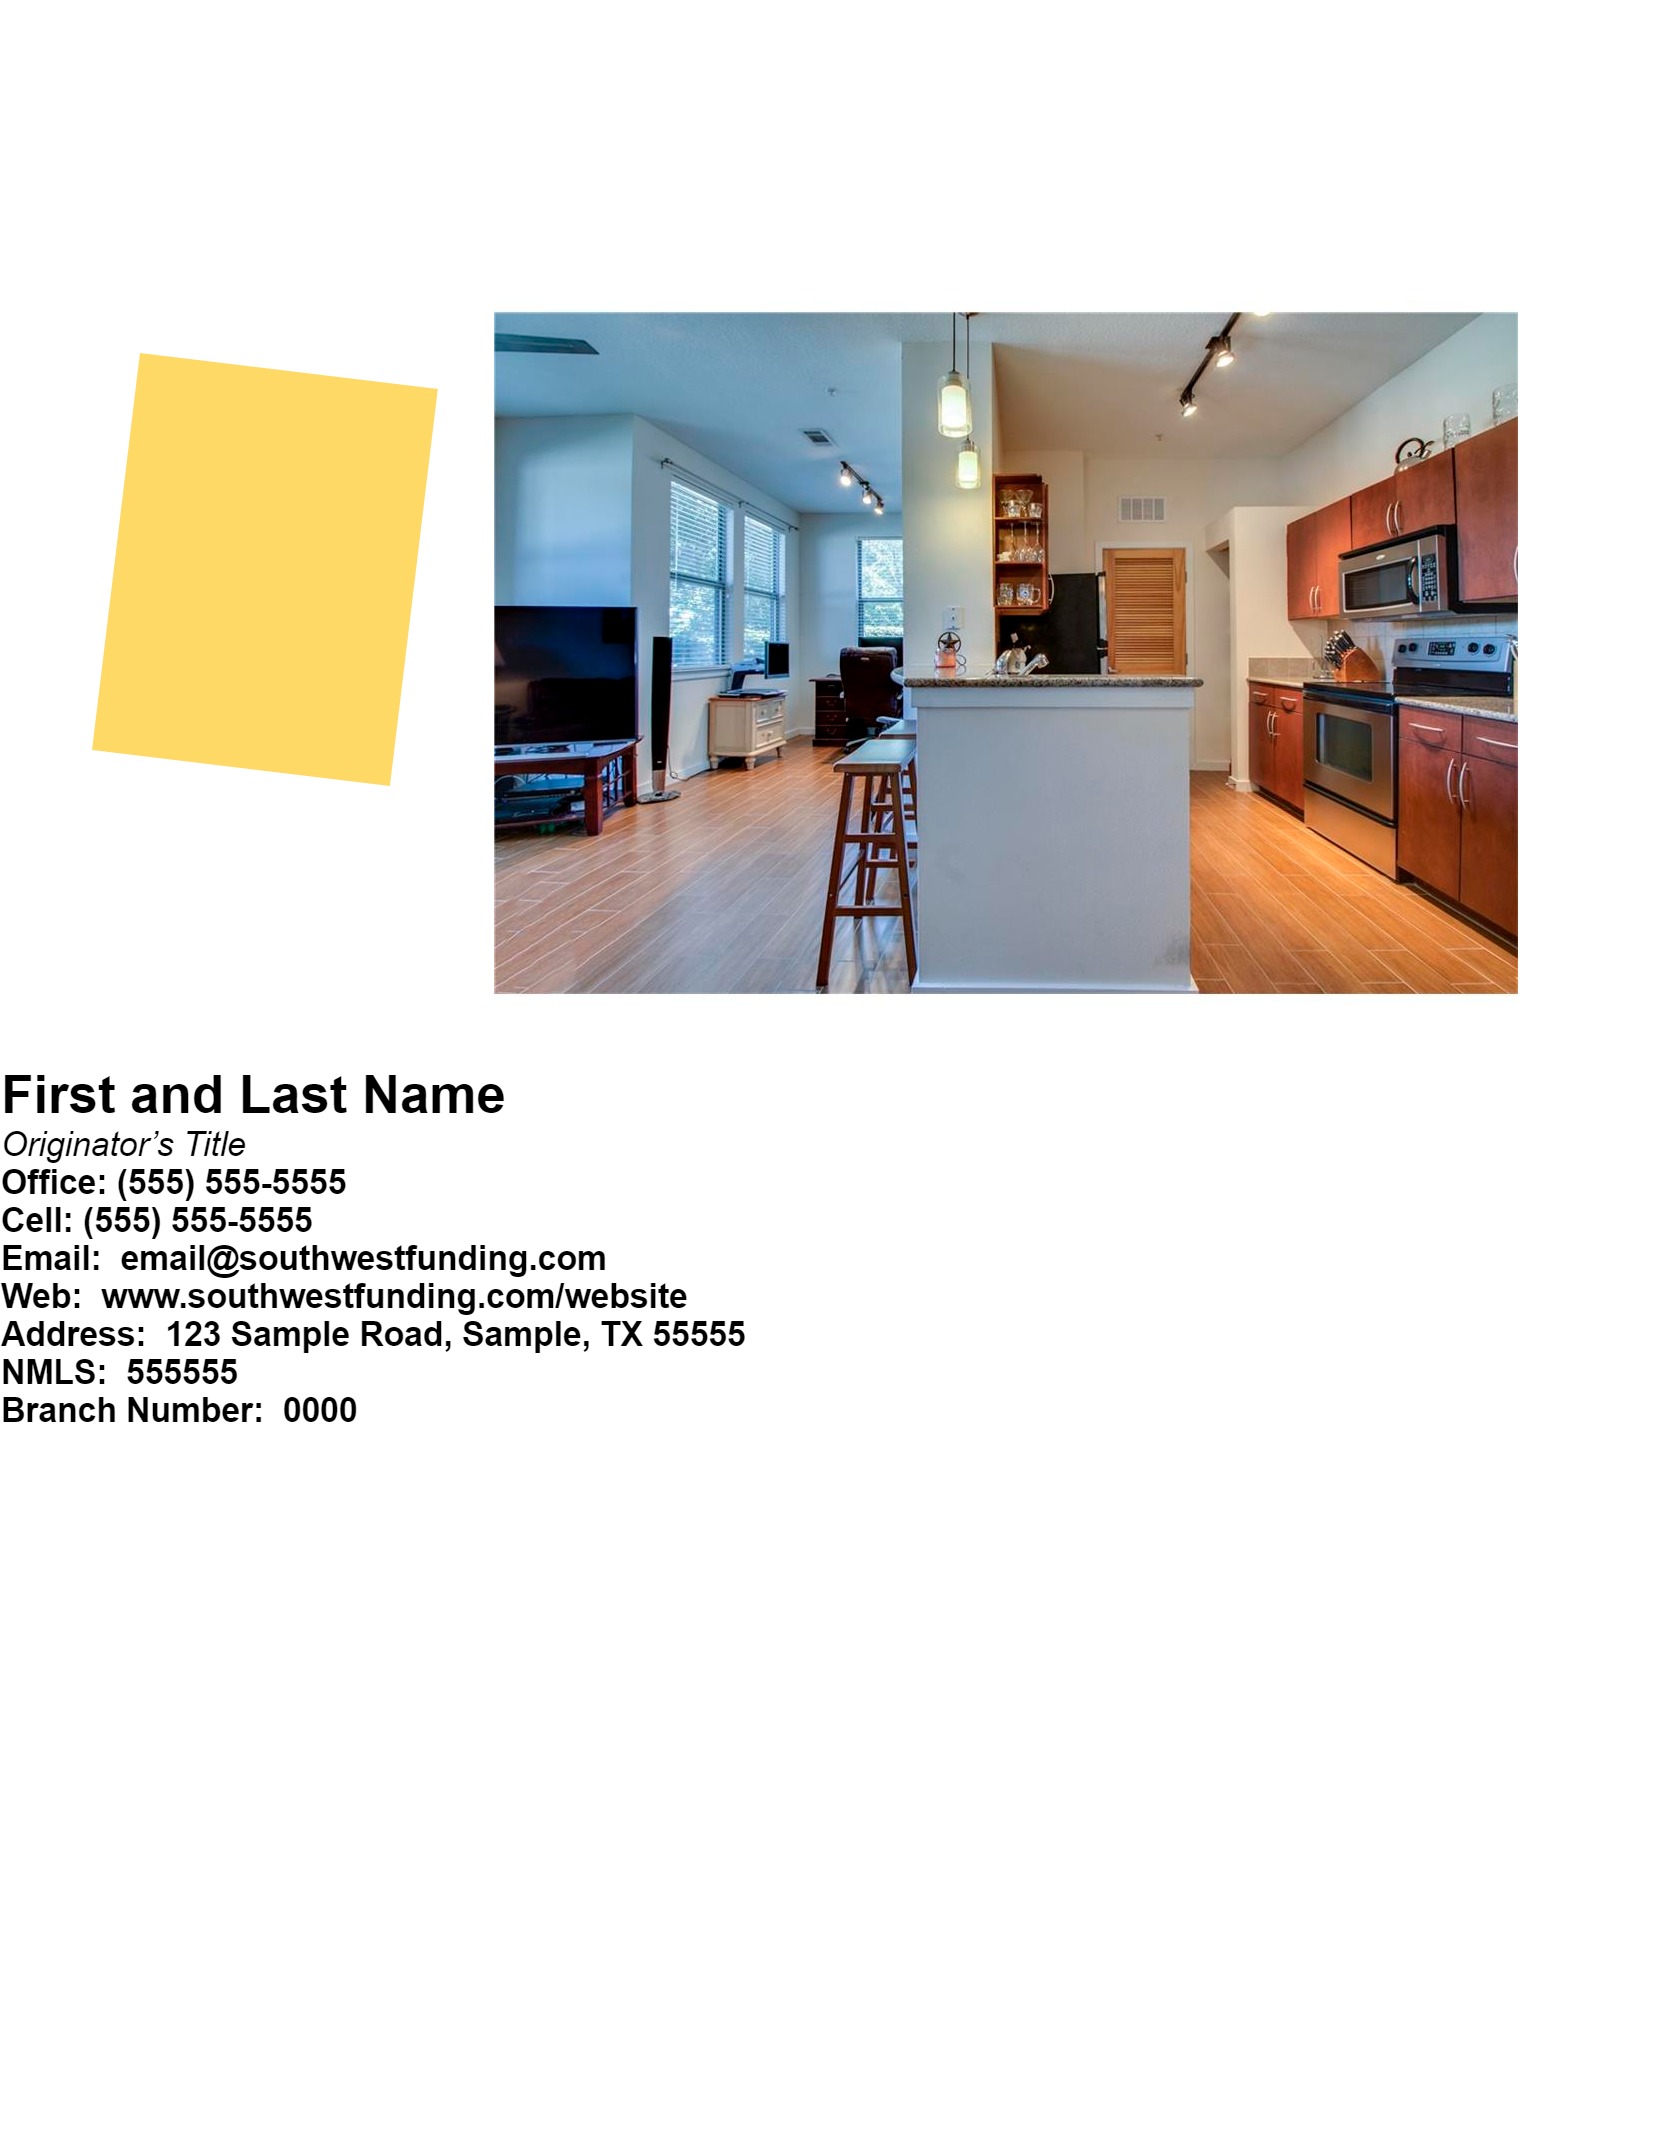 First and Last Name
Originator’s Title
Office: (555) 555-5555
Cell: (555) 555-5555
Email:  email@southwestfunding.com
Web:  www.southwestfunding.com/website
Address:  123 Sample Road, Sample, TX 55555
NMLS:  555555
Branch Number:  0000